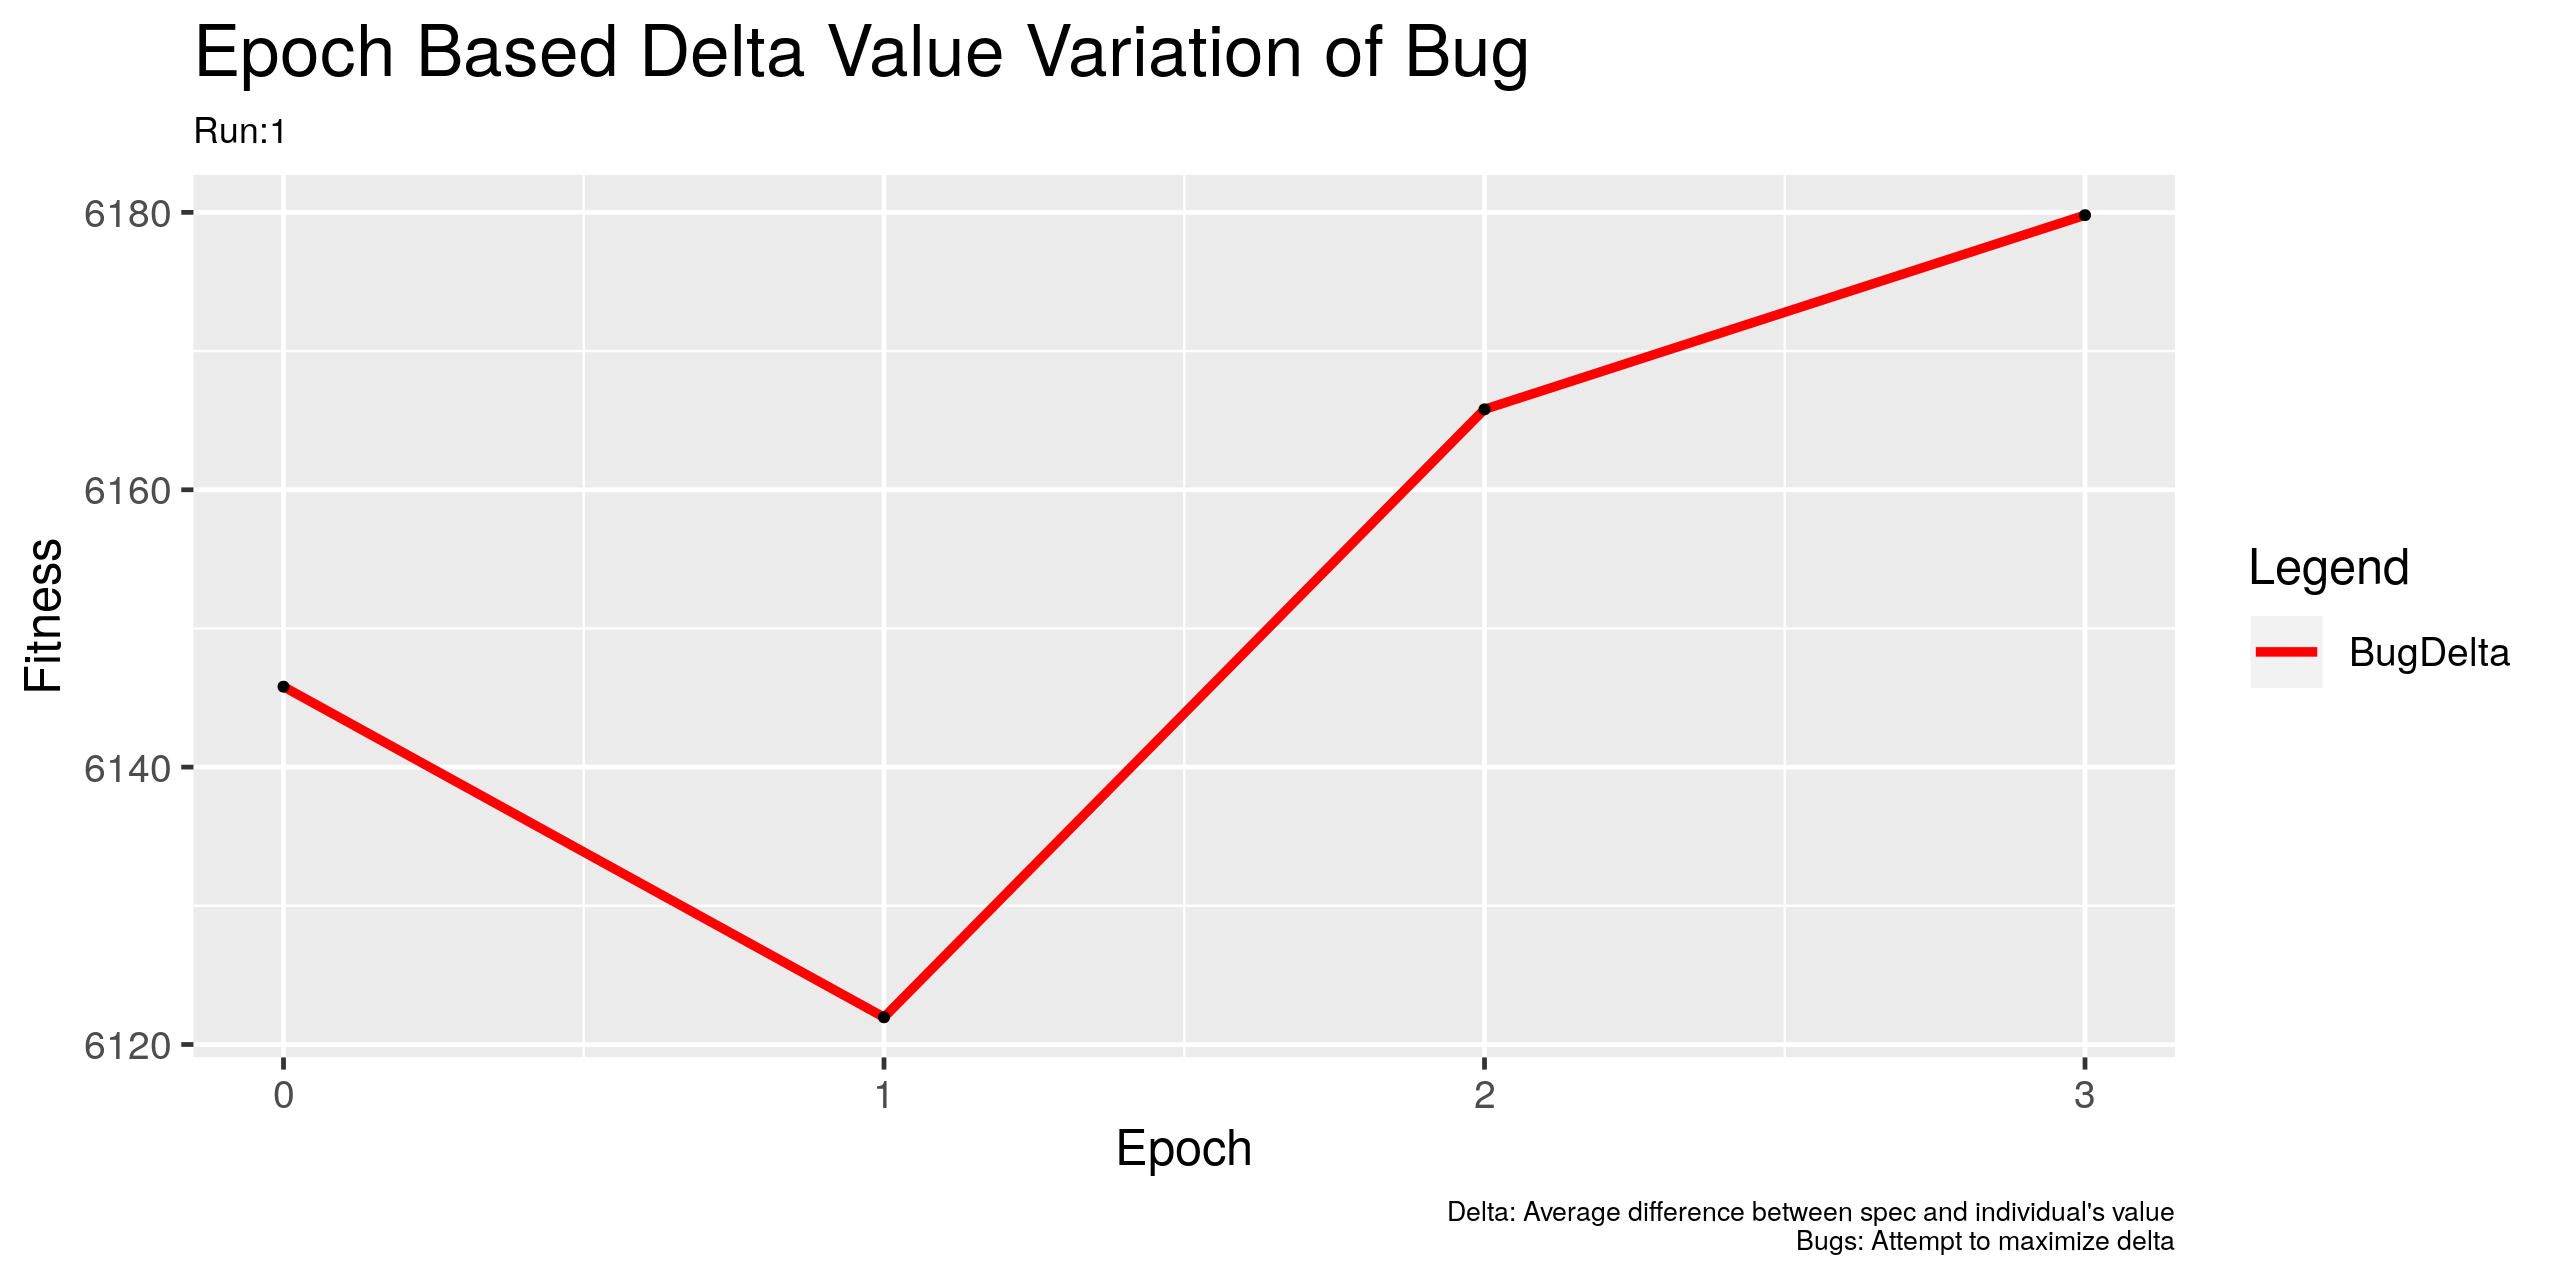 Epoch Based Delta Value Variation of Bug
Run:1
6180
6160
6140
6120
Fitness
0 1 2 3
Epoch
Legend
BugDelta
Delta: Average difference between spec and individual's value
Bugs: Attempt to maximize delta